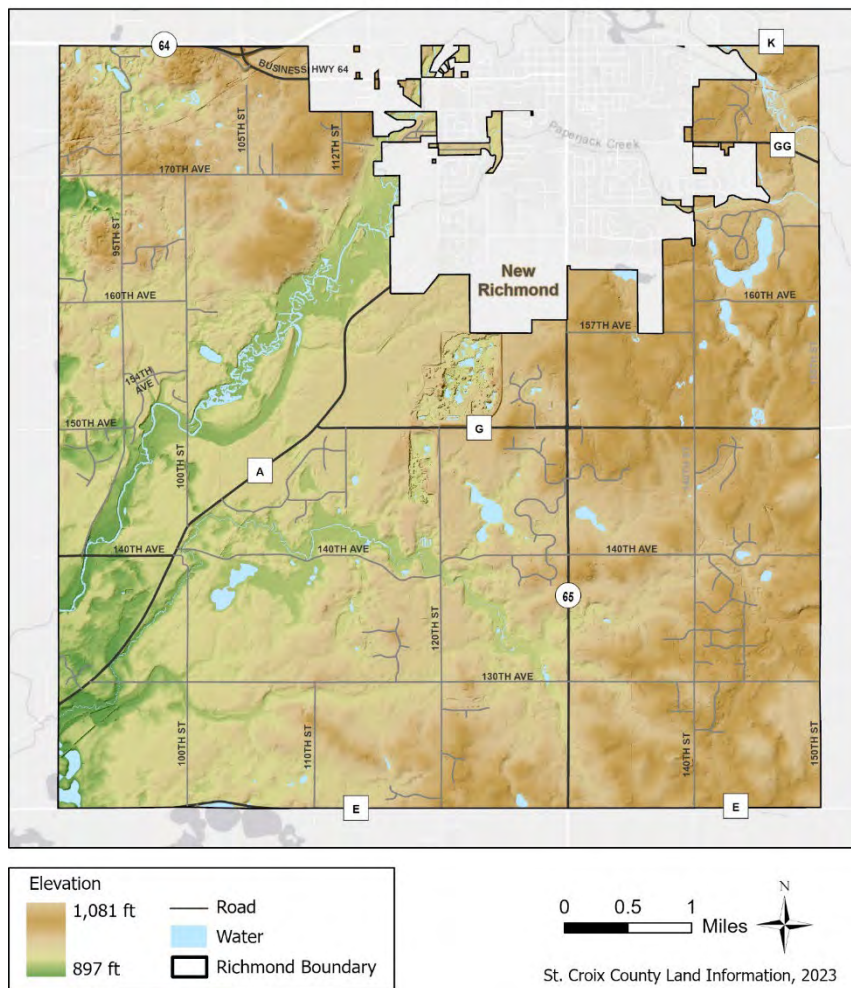 64
K
BUSINESS HWY 64
105TH ST
112TH ST
Paperjack Creek
GG
170TH AVE
95TH ST
New
Richmond
160TH AVE
160TH AVE
157TH AVE
154TH
AVE
150TH AVE
G
100TH ST
A
140TH AVE
140TH AVE
140TH AVE
65
120TH ST
130TH AVE
100TH ST
110TH ST
140TH ST
150TH ST
E
E
Elevation
1,081 ft
897 ft
Road
Water
Richmond Boundary
0 0.5 1
Miles
N
St. Croix County Land Information, 2023